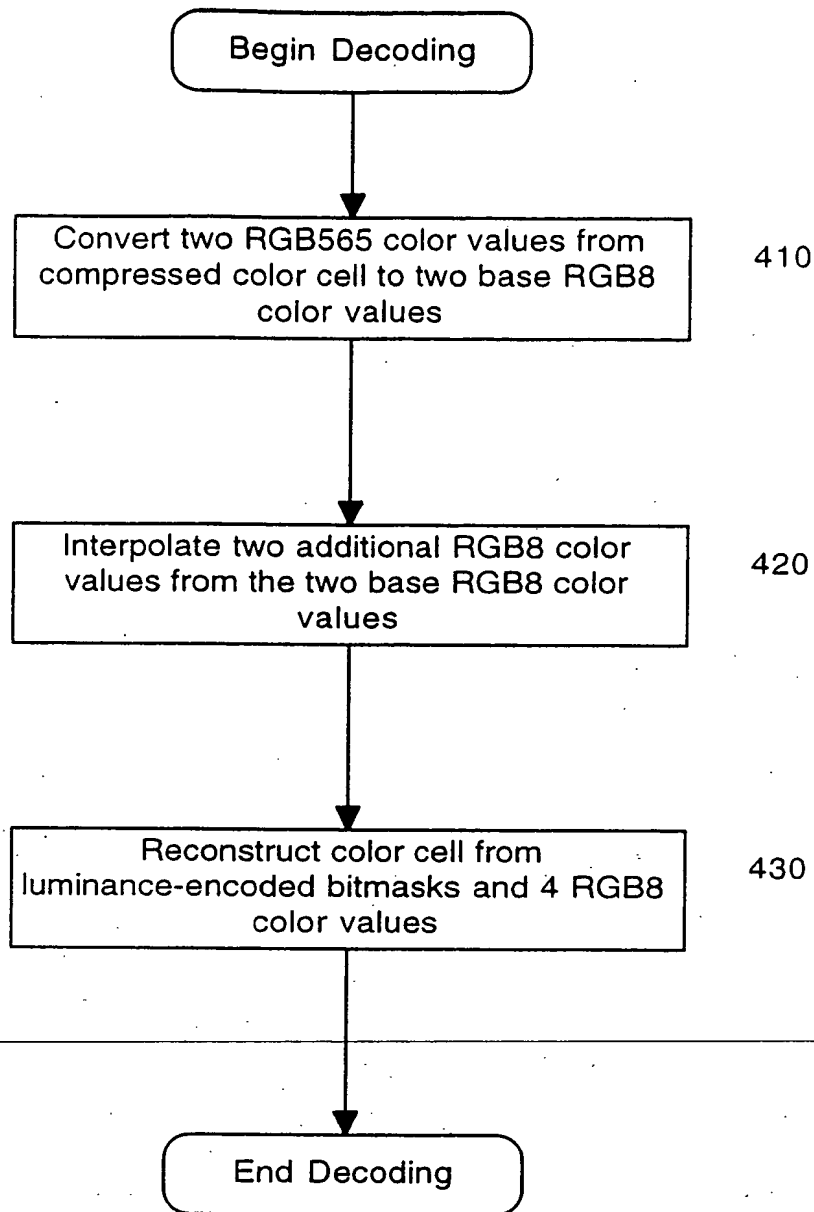 Begin Decoding
Convert two RGB565 color values from
compressed color cell to two base RGB8
color values
410
Interpolate two additional RGB8 color
values from the two base RGB8 color
values
420
Reconstruct color cell from
luminance-encoded bitmasks and 4 RGB8
color values
430
End Decoding